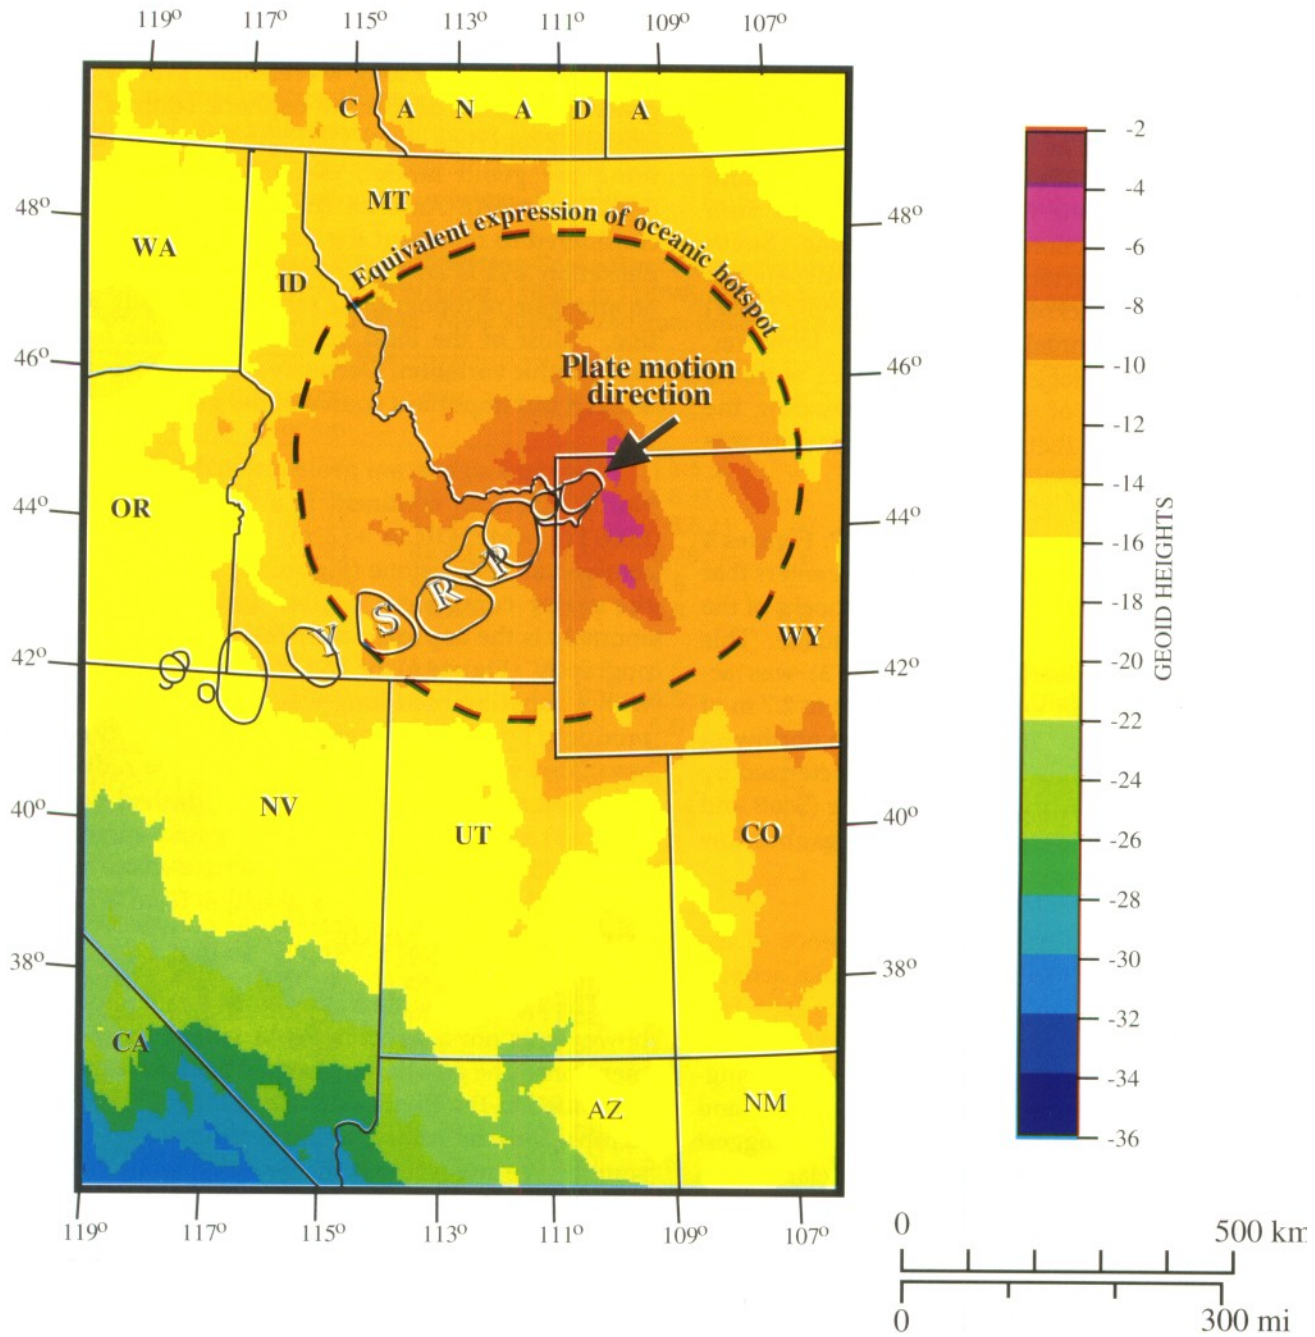 119° 117° 115° 113° 111° 109° 107°
C A N A D A
-2
-4
MT
48° 48°
Equivalent expression of oceanic hotspot
WA
-6
ID
-8
46° 46°
Plate motion
direction
-10
-12
-14
OR
44° 44°
-16
GEOID HEIGHTS
Y S R P
-18
WY
42° 42°
-20
-22
-24
NV
40° 40°
UT
CO
-26
-28
38° 38°
-30
CA
-32
-34
AZ
NM
-36
119° 117° 115° 113° 111° 109° 107°
0 500 km
0 300 mi